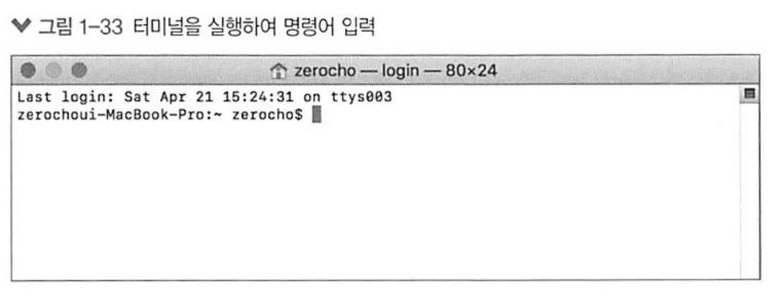 그림 1-33 터미널을 실행하여 명령어 입력
zerocho — login — 80×24
Last login: Sat Apr 21 15:24:31 on ttys003
zerochoui-MacBook-Pro:~ zerocho$